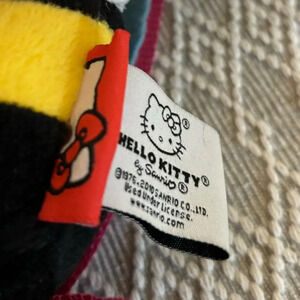 ®
HELLO KITTY®
by SANRIO®
©1976, 2010 SANRIO CO., LTD.
Used Under License.
www.sanrio.com